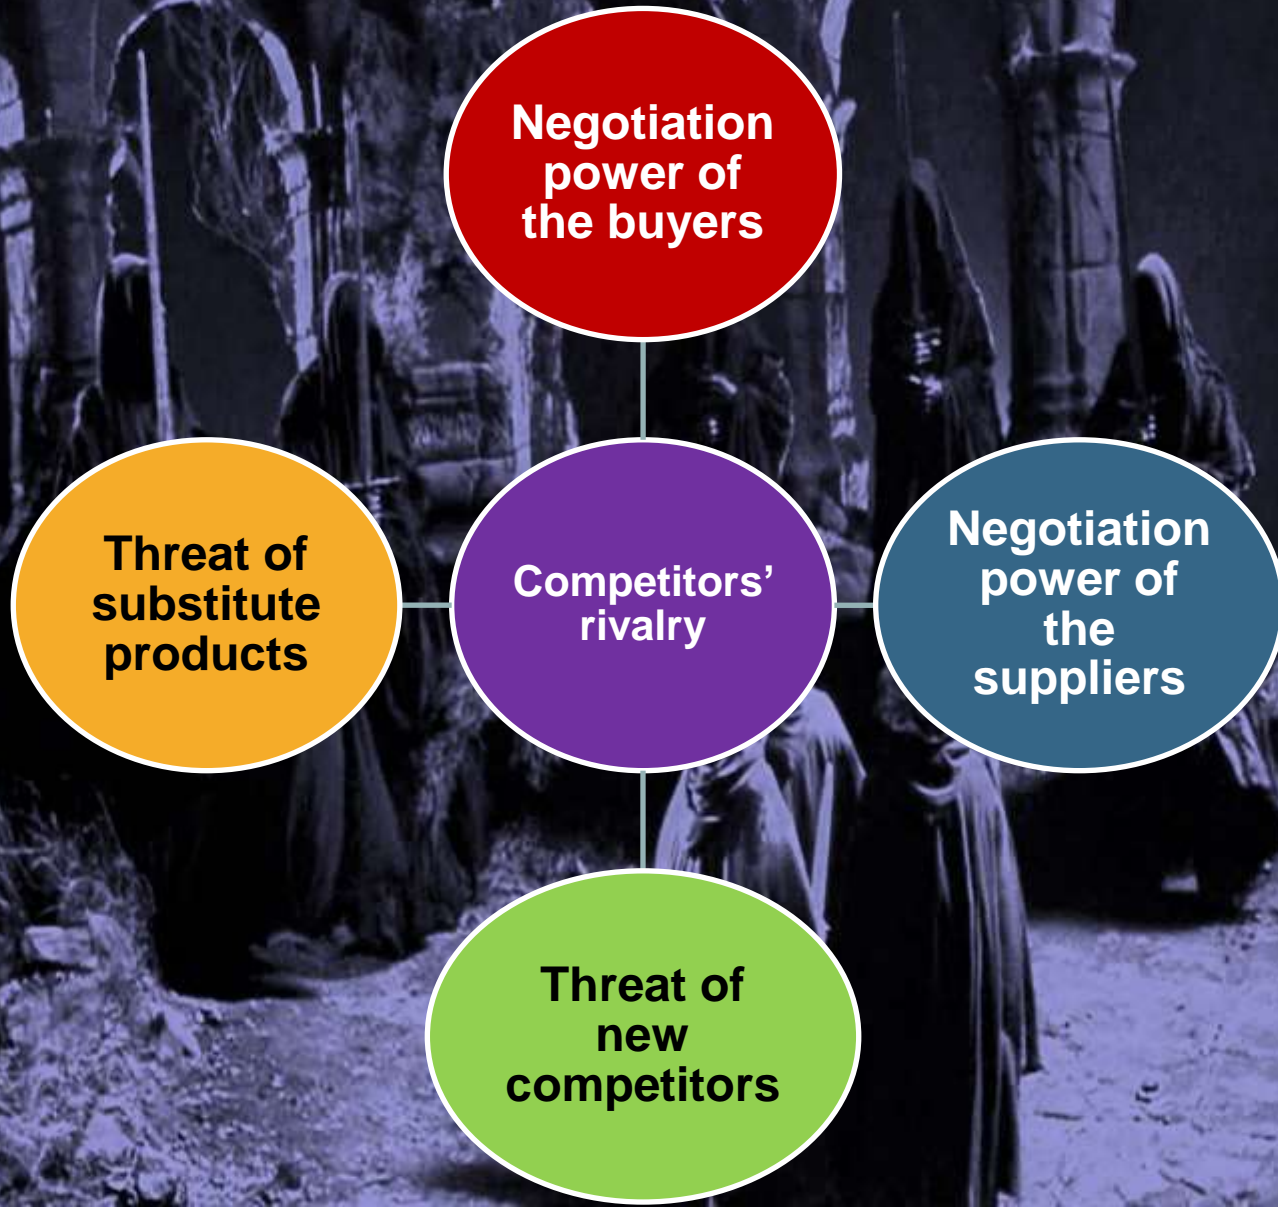 Negotiation
power of
the buyers
Threat of
substitute
products
Competitors’
rivalry
Negotiation
power of
the
suppliers
Threat of
new
competitors